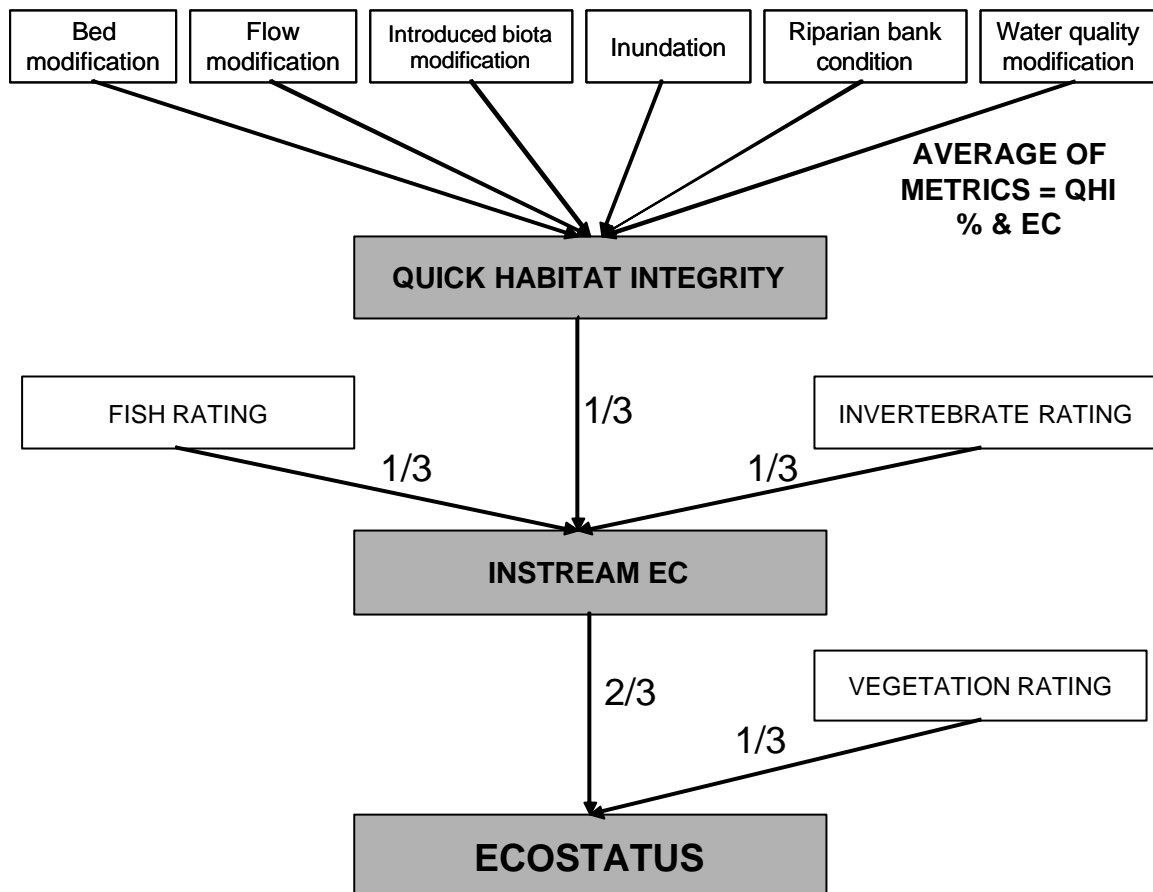 Bed
modification
Flow
modification
Introduced biota
modification
Inundation
Riparian bank
condition
Water quality
modification
AVERAGE OF
METRICS = QHI
% & EC
QUICK HABITAT INTEGRITY
FISH RATING
1/3
INVERTEBRATE RATING
1/3
1/3
INSTREAM EC
2/3
VEGETATION RATING
1/3
ECOSTATUS